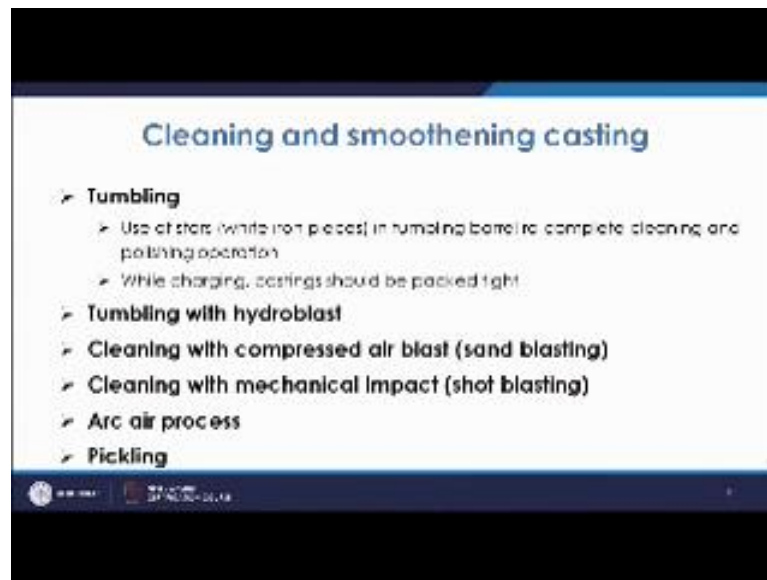 Cleaning and smoothening casting
➢ Tumbling
➢ Use of stars (white iron pieces) in tumbling barrel to complete cleaning and
polishing operation
➢ While charging, castings should be packed tight
➢ Tumbling with hydroblast
➢ Cleaning with compressed air blast (sand blasting)
➢ Cleaning with mechanical impact (shot blasting)
➢ Arc air process
➢ Pickling